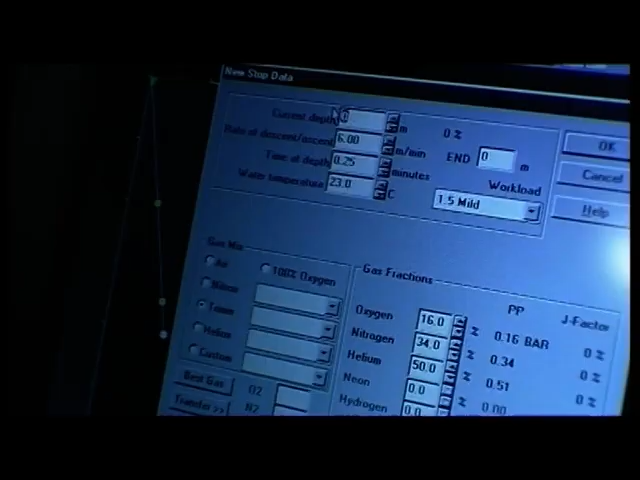 New Stop Data
Current depth 0 m 0 %
Rate of descent/ascent 6.00 m/min END 0 m
Time at depth 0.25 minutes
Water temperature 23.0 C
Workload
1.5 Mild
OK
Cancel
Help
Gas Mix
Air
100% Oxygen
Nitrox
Trimix
Heliox
Custom
Best Gas
Transfer >>
O2
N2
Gas Fractions
PP
J-Factor
Oxygen 16.0 % 0.16 BAR 0 %
Nitrogen 34.0 % 0.34 0 %
Helium 50.0 % 0.51 0 %
Neon 0.0 % 0.00 0 %
Hydrogen 0.0